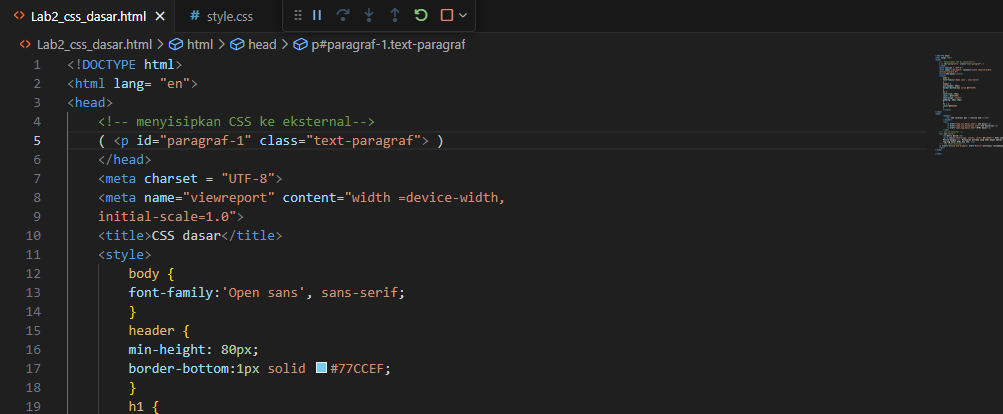 Lab2_css_dasar.html
style.css
Lab2_css_dasar.html > html > head > p#paragraf-1.text-paragraf
1 <!DOCTYPE html>
2 <html lang= "en">
3 <head>
4 <!-- menyisipkan CSS ke eksternal-->
5 ( <p id="paragraf-1" class="text-paragraf"> )
6 </head>
7 <meta charset = "UTF-8">
8 <meta name="viewreport" content="width =device-width,
9 initial-scale=1.0">
10 <title>CSS dasar</title>
11 <style>
12 body {
13 font-family:'Open sans', sans-serif;
14 }
15 header {
16 min-height: 80px;
17 border-bottom:1px solid #77CCEF;
18 }
19 h1 {